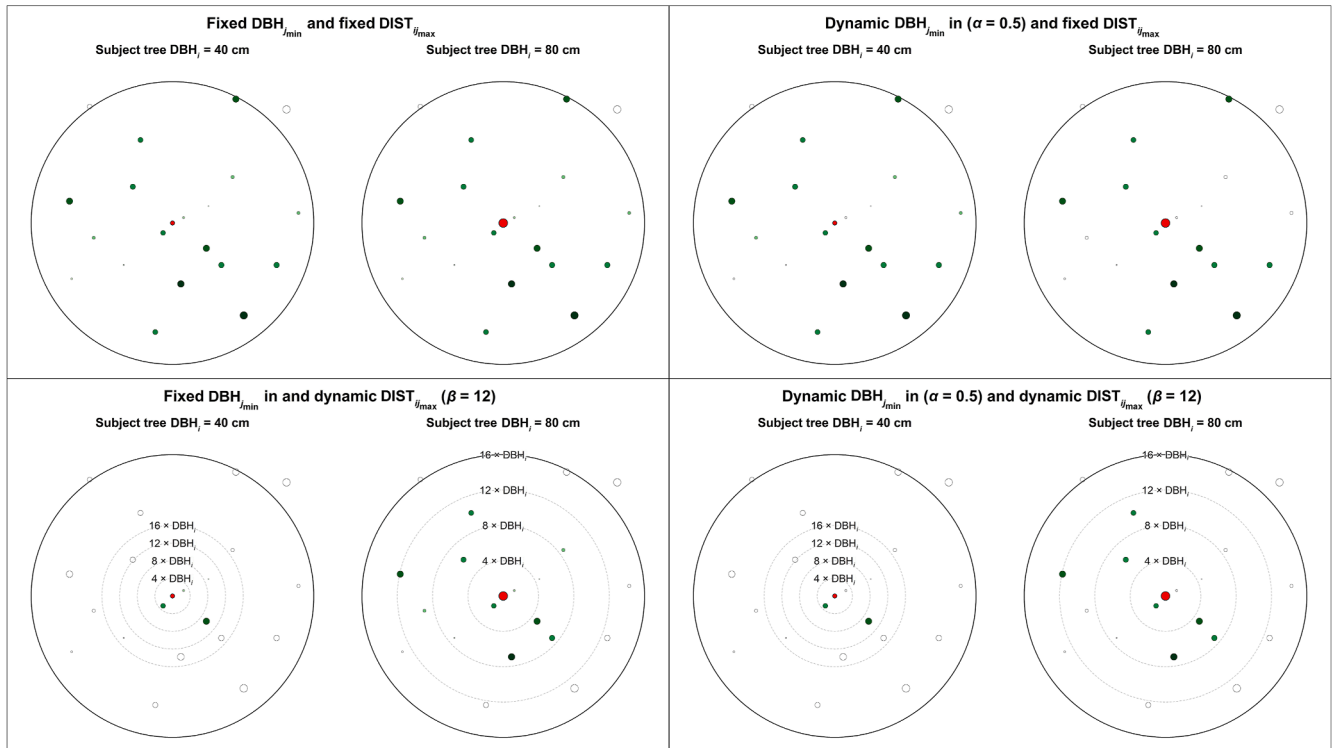 Fixed DBHjmin and fixed DISTijmax
Subject tree DBHi = 40 cm
Subject tree DBHi = 80 cm
Dynamic DBHjmin in (α = 0.5) and fixed DISTijmax
Subject tree DBHi = 40 cm
Subject tree DBHi = 80 cm
Fixed DBHjmin in and dynamic DISTijmax (β = 12)
Subject tree DBHi = 40 cm
Subject tree DBHi = 80 cm
16 × DBHi
12 × DBHi
8 × DBHi
4 × DBHi
16 × DBHi
12 × DBHi
8 × DBHi
4 × DBHi
Dynamic DBHjmin in (α = 0.5) and dynamic DISTijmax (β = 12)
Subject tree DBHi = 40 cm
Subject tree DBHi = 80 cm
16 × DBHi
12 × DBHi
8 × DBHi
4 × DBHi
16 × DBHi
12 × DBHi
8 × DBHi
4 × DBHi